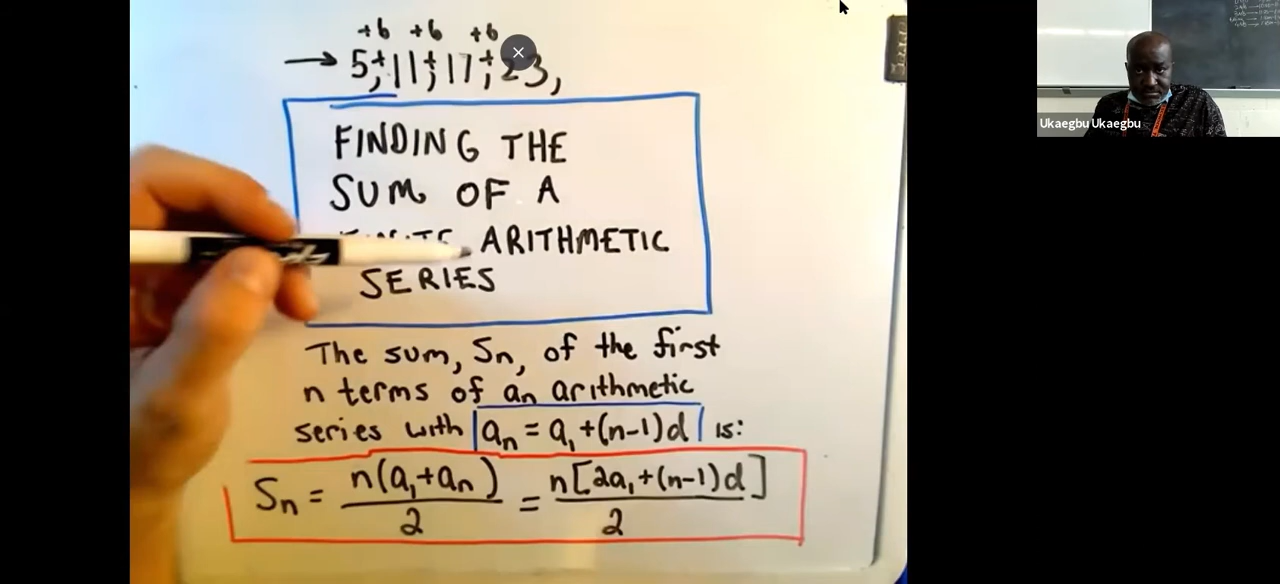 +6 +6 +6
→ 5, + 11, + 17, + 23,
FINDING THE
SUM OF A
ARITHMETIC
SERIES
The sum, Sn, of the first
n terms of an arithmetic
series with an = a1 + (n-1)d is:
Sn = n(a1+an)/2 = n[2a1+(n-1)d]/2
Ukaegbu Ukaegbu